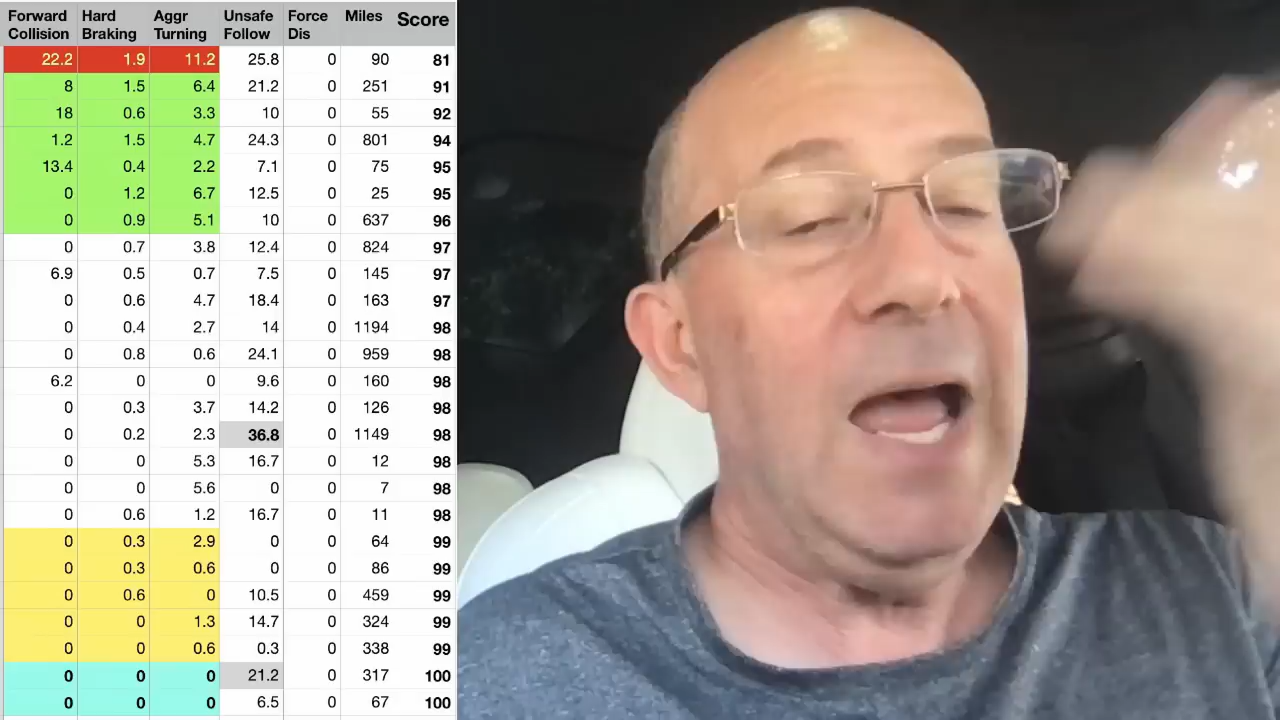 Forward Collision Hard Braking Aggr Turning Unsafe Follow Force Dis Miles Score
22.2 1.9 11.2 25.8 0 90 81
8 1.5 6.4 21.2 0 251 91
18 0.6 3.3 10 0 55 92
1.2 1.5 4.7 24.3 0 801 94
13.4 0.4 2.2 7.1 0 75 95
0 1.2 6.7 12.5 0 25 95
0 0.9 5.1 10 0 637 96
0 0.7 3.8 12.4 0 824 97
6.9 0.5 0.7 7.5 0 145 97
0 0.6 4.7 18.4 0 163 97
0 0.4 2.7 14 0 1194 98
0 0.8 0.6 24.1 0 959 98
6.2 0 0 9.6 0 160 98
0 0.3 3.7 14.2 0 126 98
0 0.2 2.3 36.8 0 1149 98
0 0 5.3 16.7 0 12 98
0 0 5.6 0 0 7 98
0 0.6 1.2 16.7 0 11 98
0 0.3 2.9 0 0 64 99
0 0.3 0.6 0 0 86 99
0 0.6 0 10.5 0 459 99
0 0 1.3 14.7 0 324 99
0 0 0.6 0.3 0 338 99
0 0 0 21.2 0 317 100
0 0 0 6.5 0 67 100